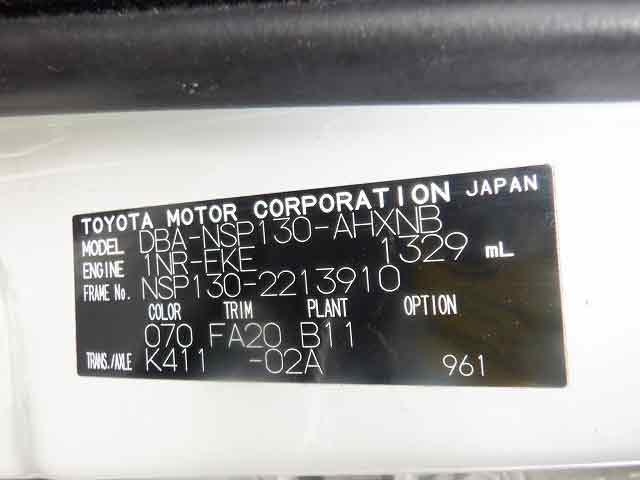 TOYOTA MOTOR CORPORATION JAPAN
MODEL DBA-NSP130-AHXNB
ENGINE 1NR-FKE 1329 mL
FRAME No. NSP130-2213910
COLOR TRIM PLANT OPTION
070 FA20 B11
TRANS./AXLE K411 -02A 961